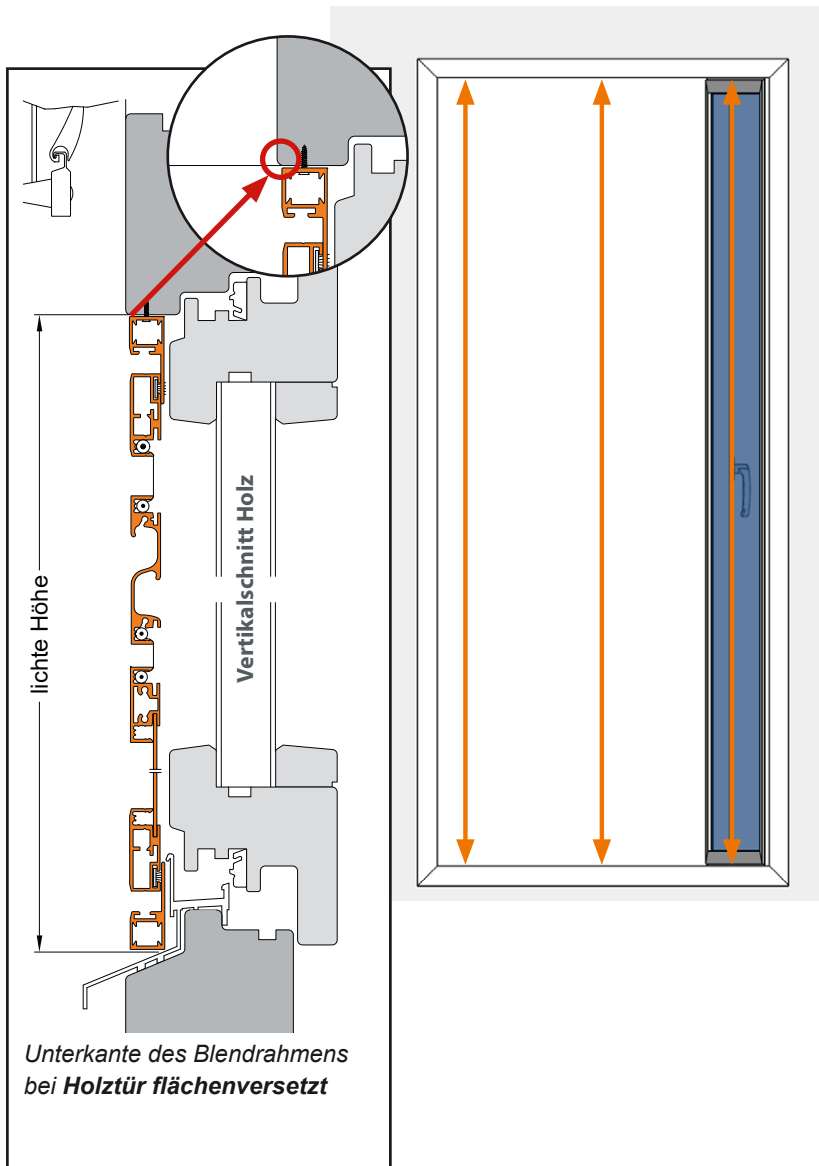 lichte Höhe
Vertikalschnitt Holz
Unterkante des Blendrahmens
bei Holztür flächenversetzt